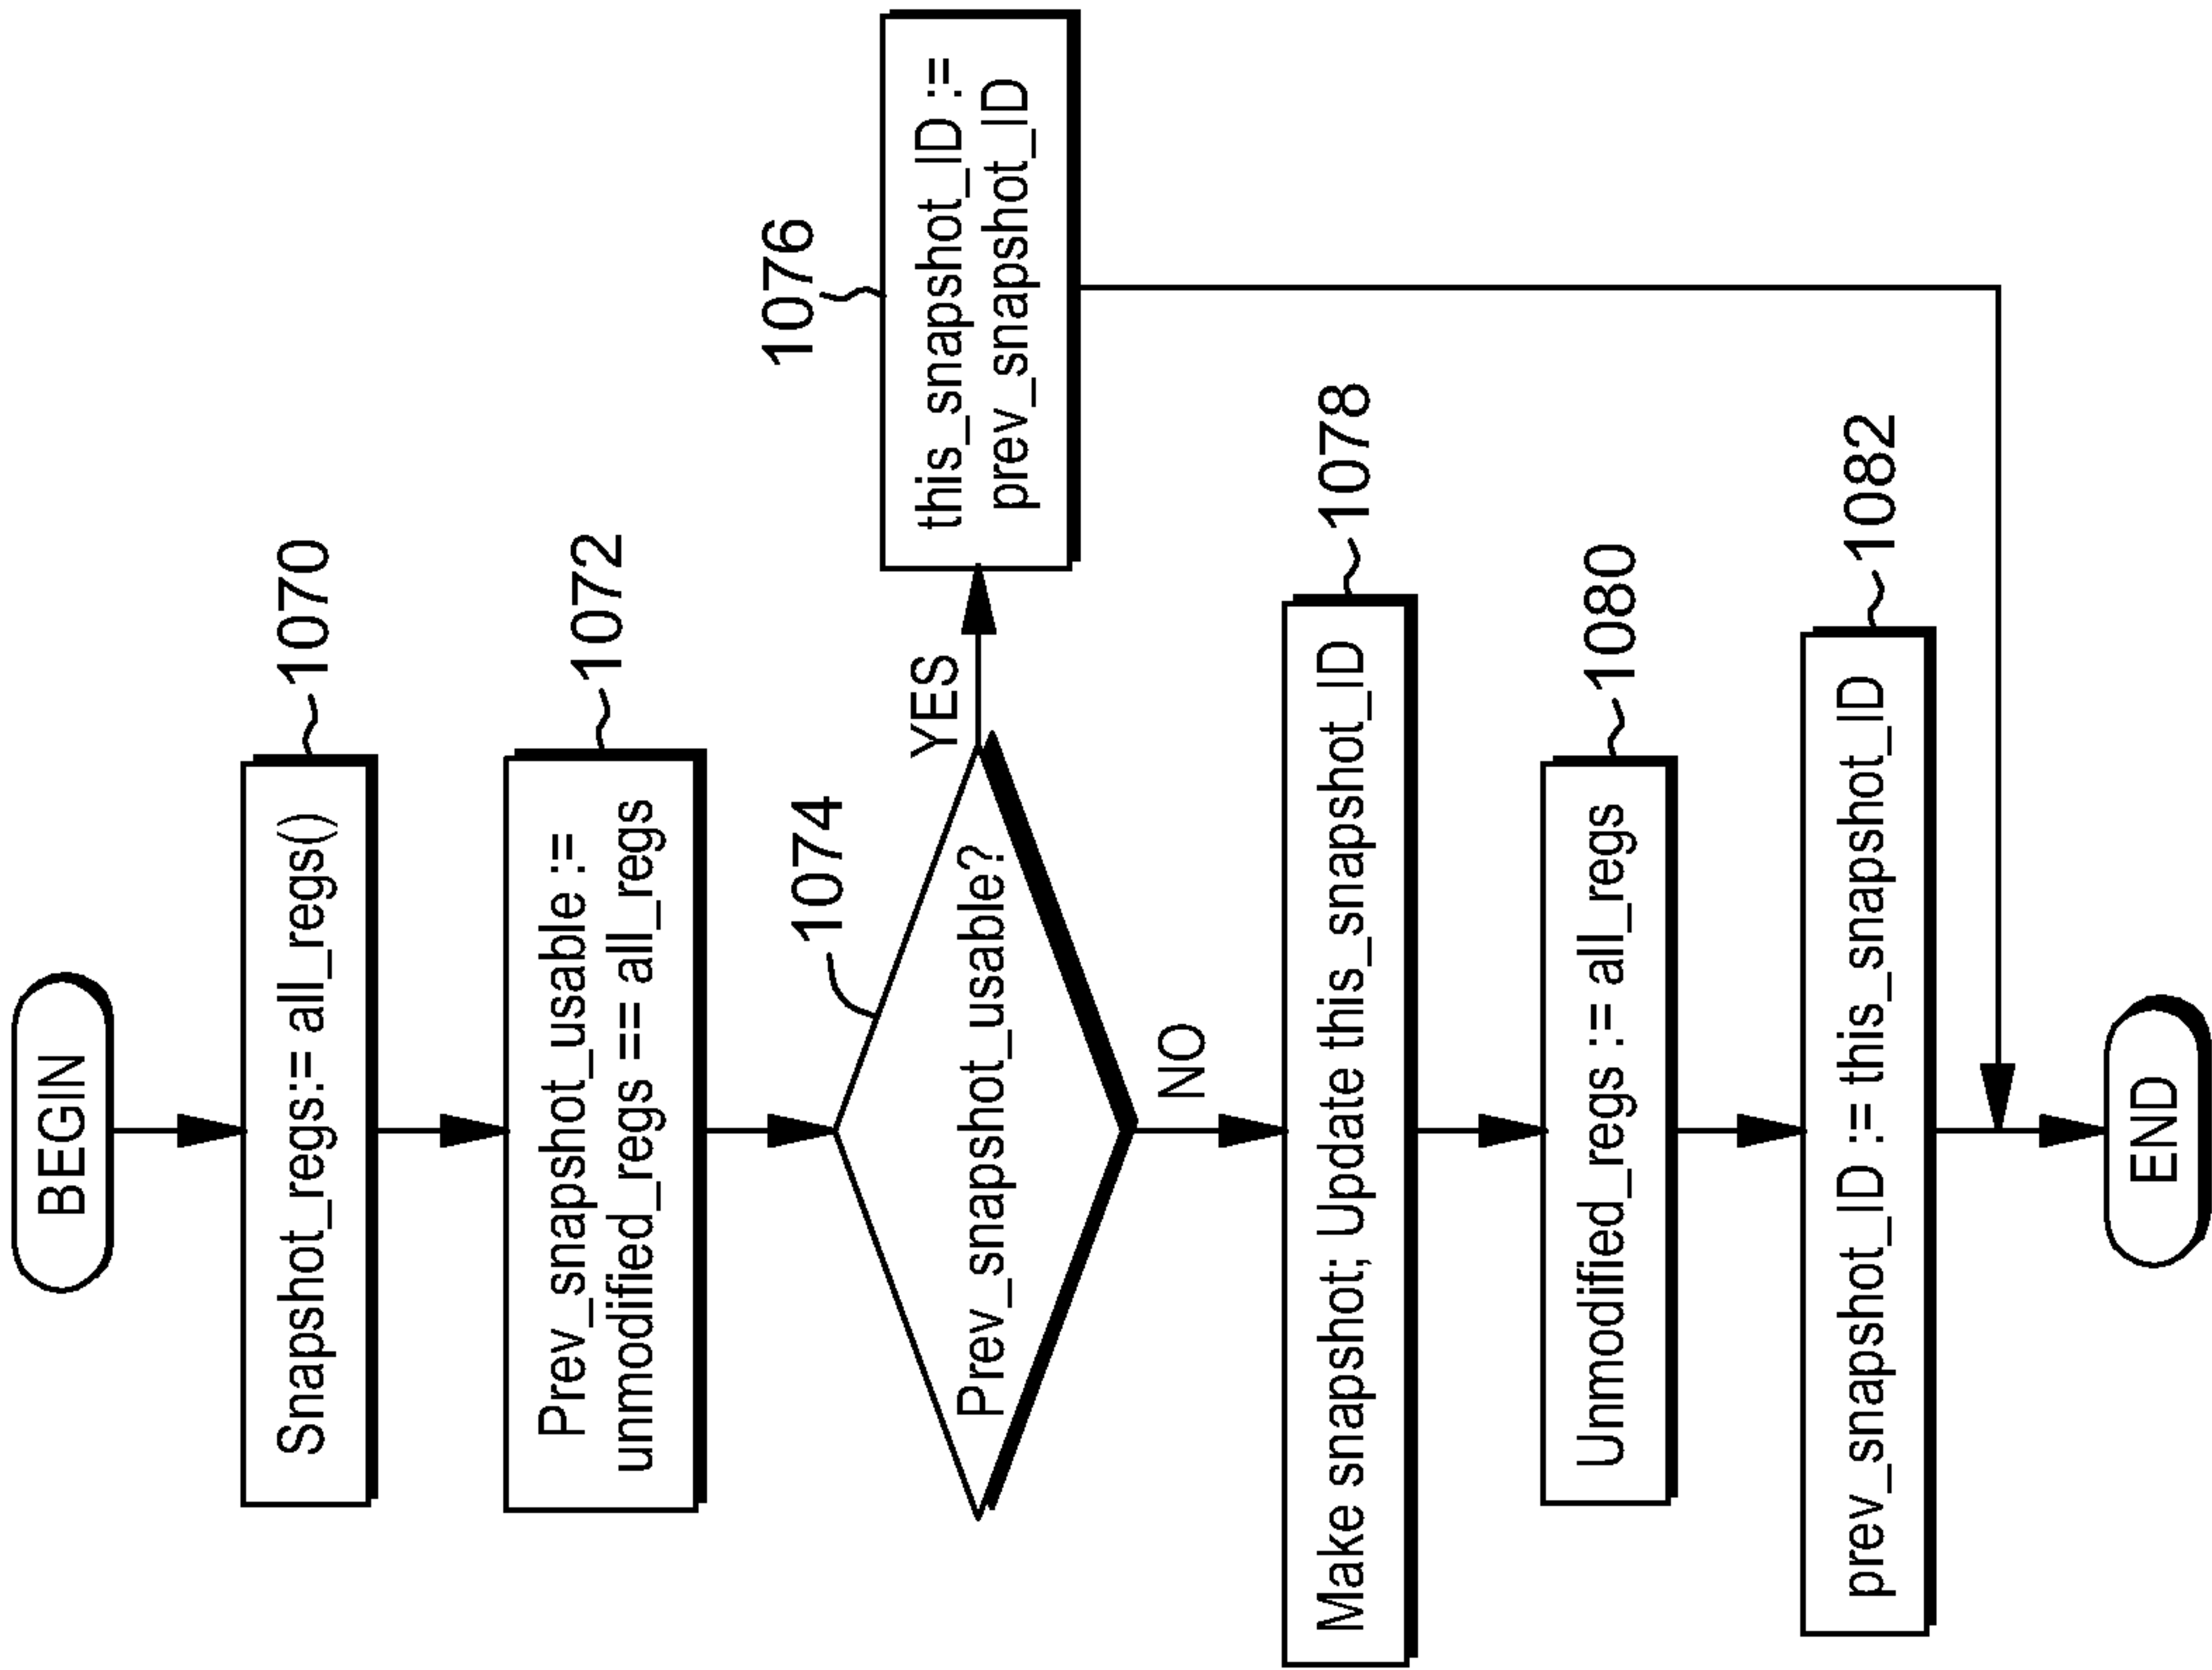 BEGIN
Snapshot_regs:= all_regs()
1070
Prev_snapshot_usable :=
unmodified_regs == all_regs
1072
Prev_snapshot_usable?
1074
YES
this_snapshot_ID :=
prev_snapshot_ID
1076
NO
Make snapshot; Update this_snapshot_ID
1078
Unmodified_regs := all_regs
1080
prev_snapshot_ID := this_snapshot_ID
1082
END